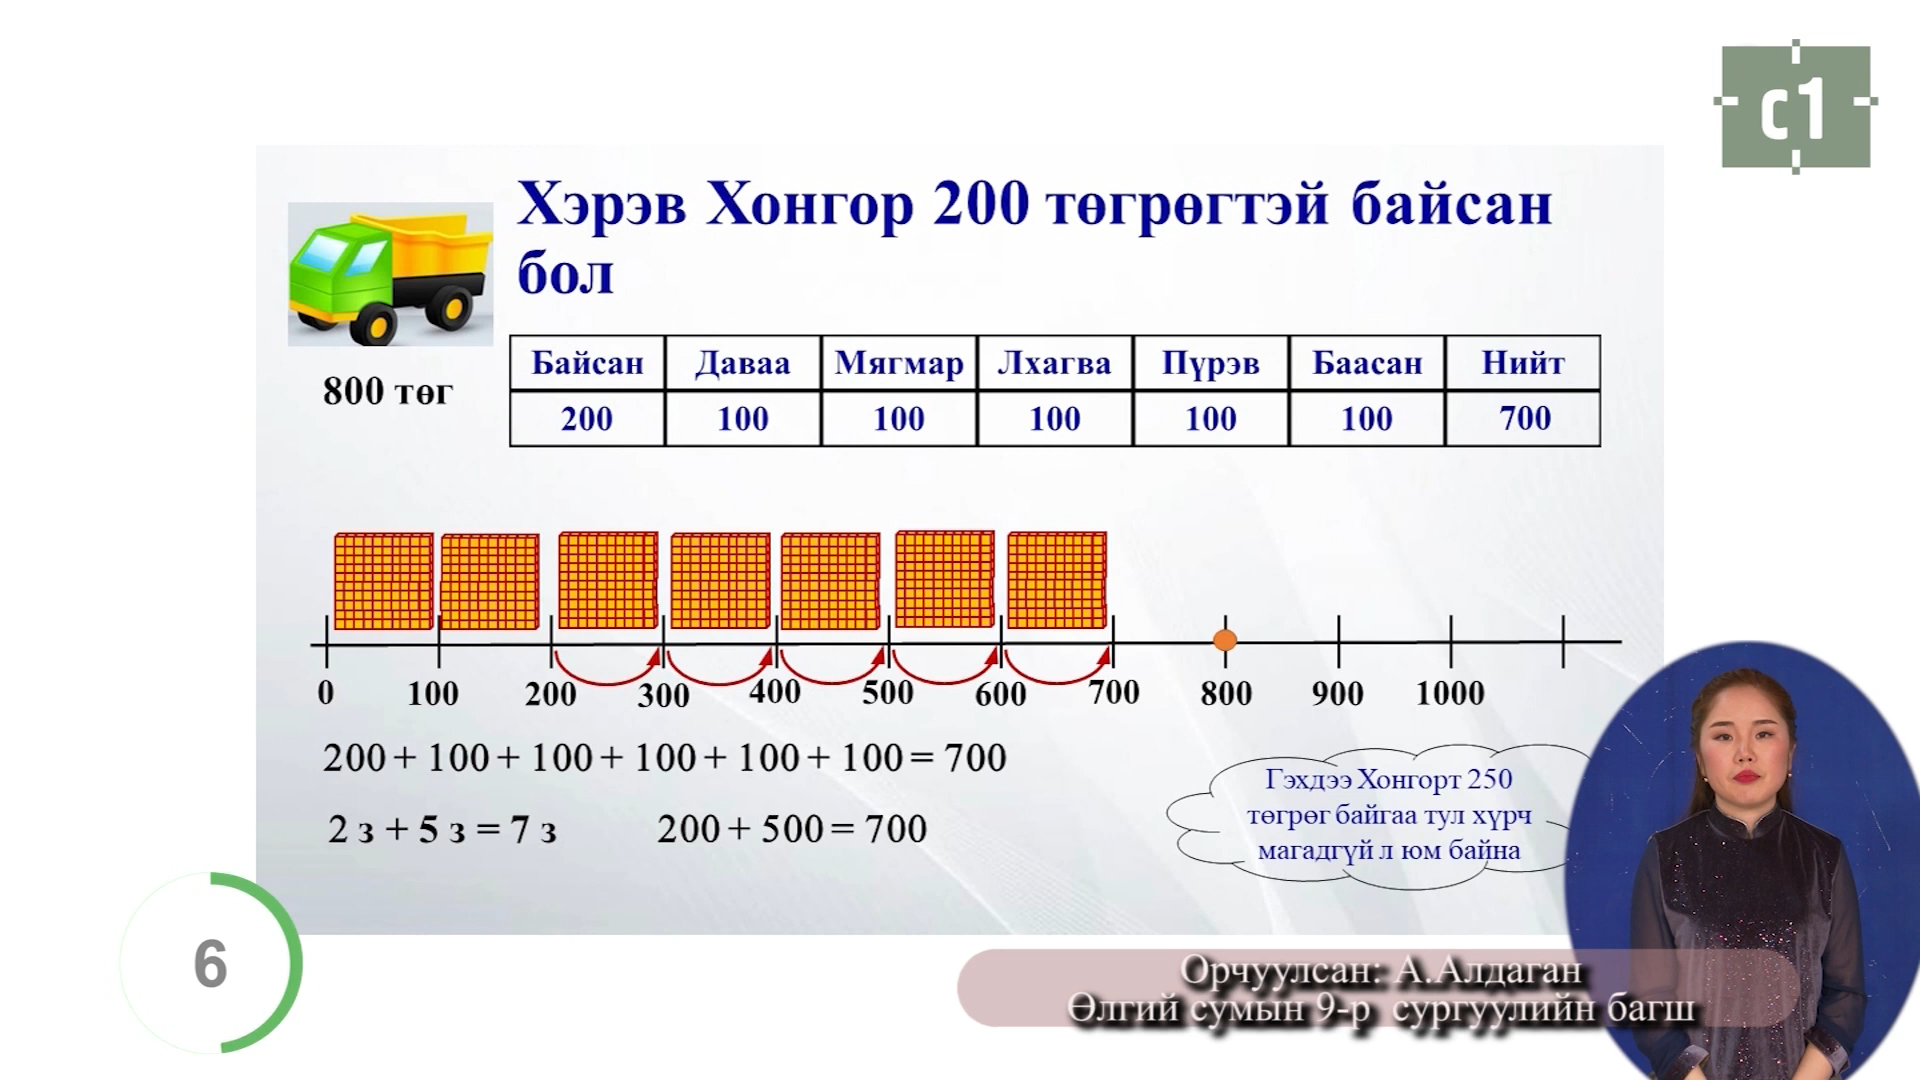 c1
Хэрэв Хонгор 200 төгрөгтэй байсан
бол
800 төг
Байсан Даваа Мягмар Лхагва Пүрэв Баасан Нийт
200 100 100 100 100 100 700
0 100 200 300 400 500 600 700 800 900 1000
200 + 100 + 100 + 100 + 100 + 100 = 700
2 з + 5 з = 7 з 200 + 500 = 700
Гэхдээ Хонгорт 250
төгрөг байгаа тул хүрч
магадгүй л юм байна
6
Орчуулсан: А.Алдаган
Өлгий сумын 9-р сургуулийн багш